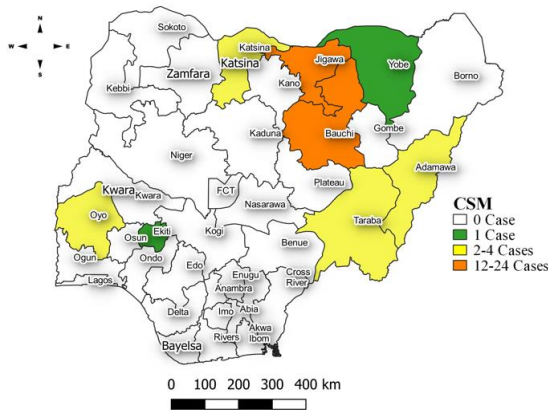 N
W E
S
Sokoto
Katsina
Zamfara
Katsina
Jigawa
Yobe
Borno
Kebbi
Kano
Bauchi
Gombe
Kaduna
Niger
Adamawa
Plateau
FCT
Kwara
Kwara
Nasarawa
Taraba
Oyo
Ekiti
Osun
Kogi
Benue
Ogun
Ondo
Edo
Enugu
Cross
River
Lagos
Anambra
Delta
Imo
Abia
Akwa
Ibom
Rivers
Bayelsa
CSM
0 Case
1 Case
2-4 Cases
12-24 Cases
0 100 200 300 400 km